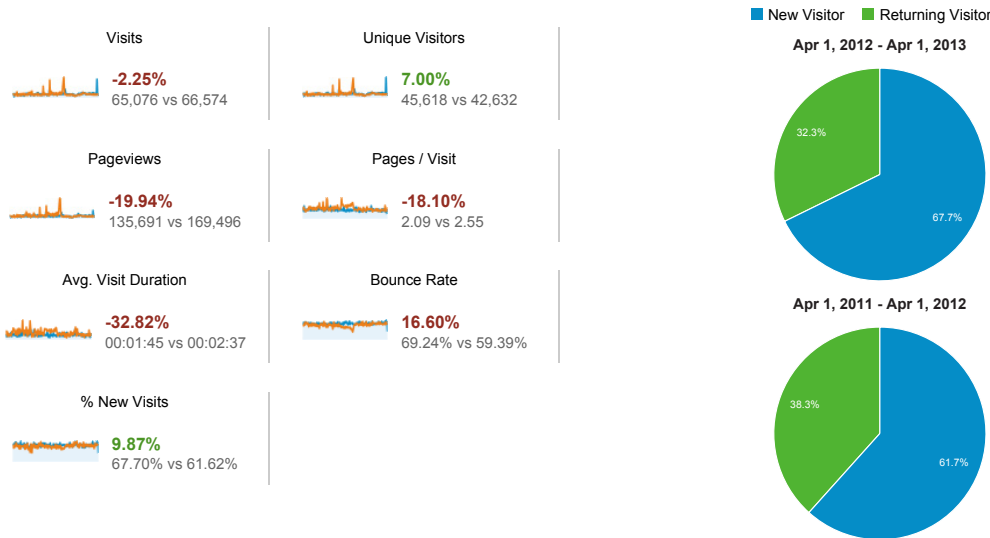 Visits
-2.25%
65,076 vs 66,574
Unique Visitors
7.00%
45,618 vs 42,632
Pageviews
-19.94%
135,691 vs 169,496
Pages / Visit
-18.10%
2.09 vs 2.55
Avg. Visit Duration
-32.82%
00:01:45 vs 00:02:37
Bounce Rate
16.60%
69.24% vs 59.39%
% New Visits
9.87%
67.70% vs 61.62%
New Visitor Returning Visitor
Apr 1, 2012 - Apr 1, 2013
32.3%
67.7%
Apr 1, 2011 - Apr 1, 2012
38.3%
61.7%